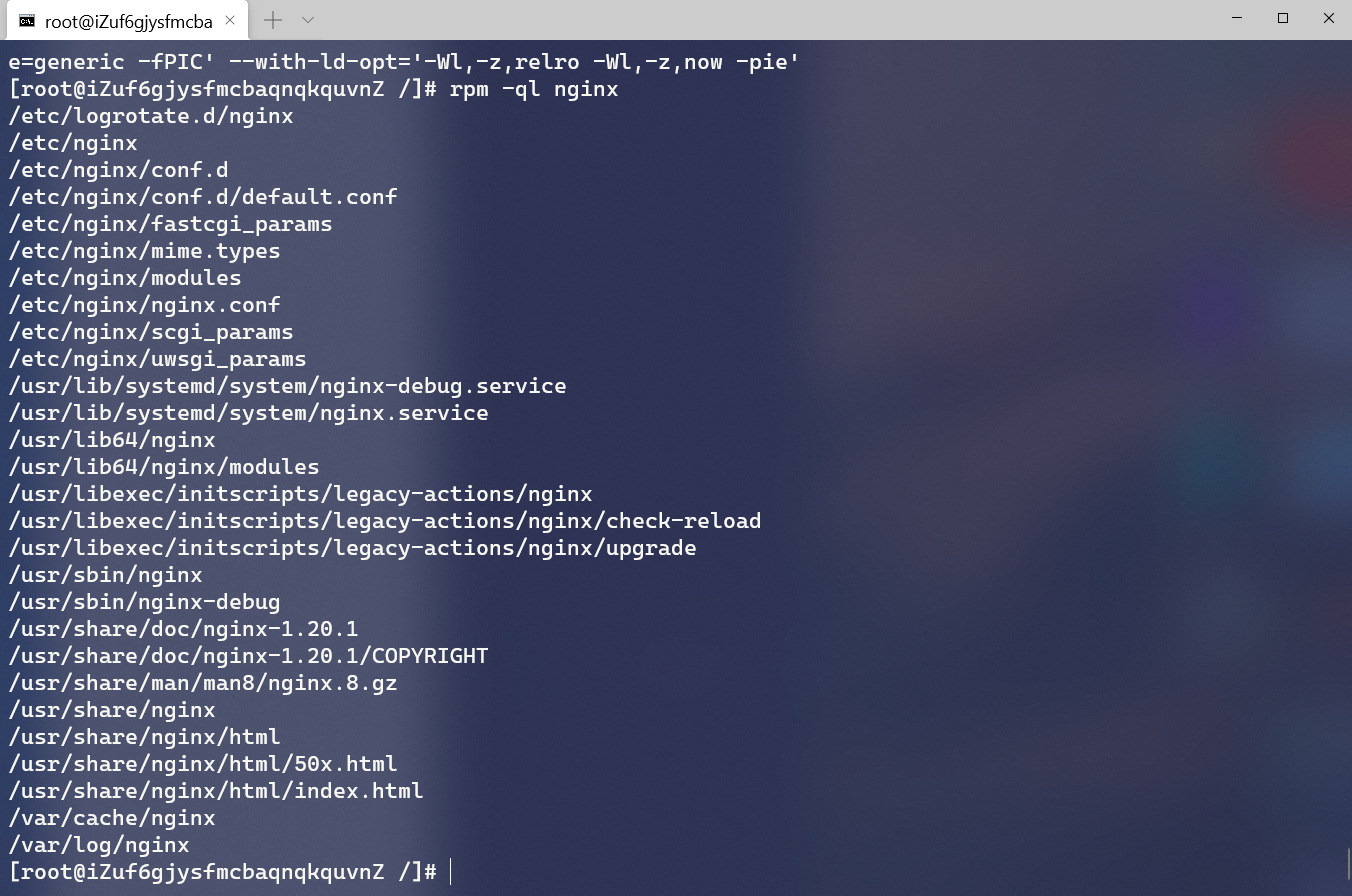 root@iZuf6gjysfmcba
e=generic -fPIC' --with-ld-opt='-Wl,-z,relro -Wl,-z,now -pie'
[root@iZuf6gjysfmcbaqnqkquvnZ /]# rpm -ql nginx
/etc/logrotate.d/nginx
/etc/nginx
/etc/nginx/conf.d
/etc/nginx/conf.d/default.conf
/etc/nginx/fastcgi_params
/etc/nginx/mime.types
/etc/nginx/modules
/etc/nginx/nginx.conf
/etc/nginx/scgi_params
/etc/nginx/uwsgi_params
/usr/lib/systemd/system/nginx-debug.service
/usr/lib/systemd/system/nginx.service
/usr/lib64/nginx
/usr/lib64/nginx/modules
/usr/libexec/initscripts/legacy-actions/nginx
/usr/libexec/initscripts/legacy-actions/nginx/check-reload
/usr/libexec/initscripts/legacy-actions/nginx/upgrade
/usr/sbin/nginx
/usr/sbin/nginx-debug
/usr/share/doc/nginx-1.20.1
/usr/share/doc/nginx-1.20.1/COPYRIGHT
/usr/share/man/man8/nginx.8.gz
/usr/share/nginx
/usr/share/nginx/html
/usr/share/nginx/html/50x.html
/usr/share/nginx/html/index.html
/var/cache/nginx
/var/log/nginx
[root@iZuf6gjysfmcbaqnqkquvnZ /]#